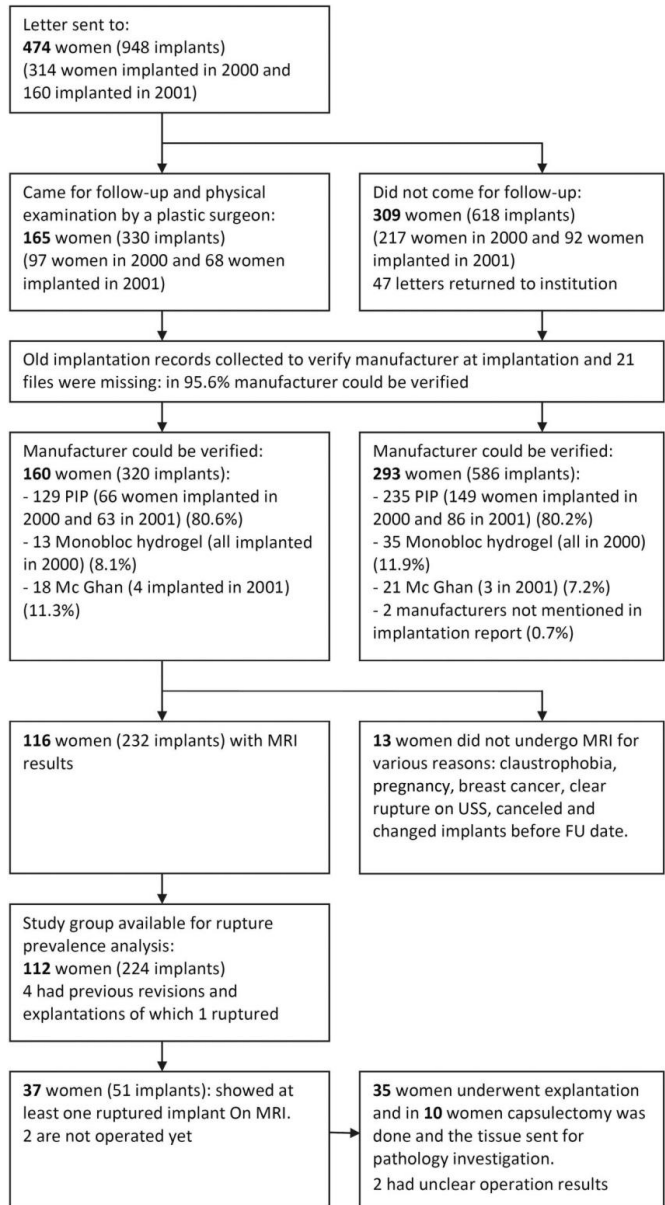 Letter sent to:
474 women (948 implants)
(314 women implanted in 2000 and
160 implanted in 2001)
Came for follow-up and physical
examination by a plastic surgeon:
165 women (330 implants)
(97 women in 2000 and 68 women
implanted in 2001)
Did not come for follow-up:
309 women (618 implants)
(217 women in 2000 and 92 women
implanted in 2001)
47 letters returned to institution
Old implantation records collected to verify manufacturer at implantation and 21
files were missing: in 95.6% manufacturer could be verified
Manufacturer could be verified:
160 women (320 implants):
- 129 PIP (66 women implanted in
2000 and 63 in 2001) (80.6%)
- 13 Monobloc hydrogel (all implanted
in 2000) (8.1%)
- 18 Mc Ghan (4 implanted in 2001)
(11.3%)
Manufacturer could be verified:
293 women (586 implants):
- 235 PIP (149 women implanted in
2000 and 86 in 2001) (80.2%)
- 35 Monobloc hydrogel (all in 2000)
(11.9%)
- 21 Mc Ghan (3 in 2001) (7.2%)
- 2 manufacturers not mentioned in
implantation report (0.7%)
116 women (232 implants) with MRI
results
13 women did not undergo MRI for
various reasons: claustrophobia,
pregnancy, breast cancer, clear
rupture on USS, canceled and
changed implants before FU date.
Study group available for rupture
prevalence analysis:
112 women (224 implants)
4 had previous revisions and
explantations of which 1 ruptured
37 women (51 implants): showed at
least one ruptured implant On MRI.
2 are not operated yet
35 women underwent explantation
and in 10 women capsulectomy was
done and the tissue sent for
pathology investigation.
2 had unclear operation results